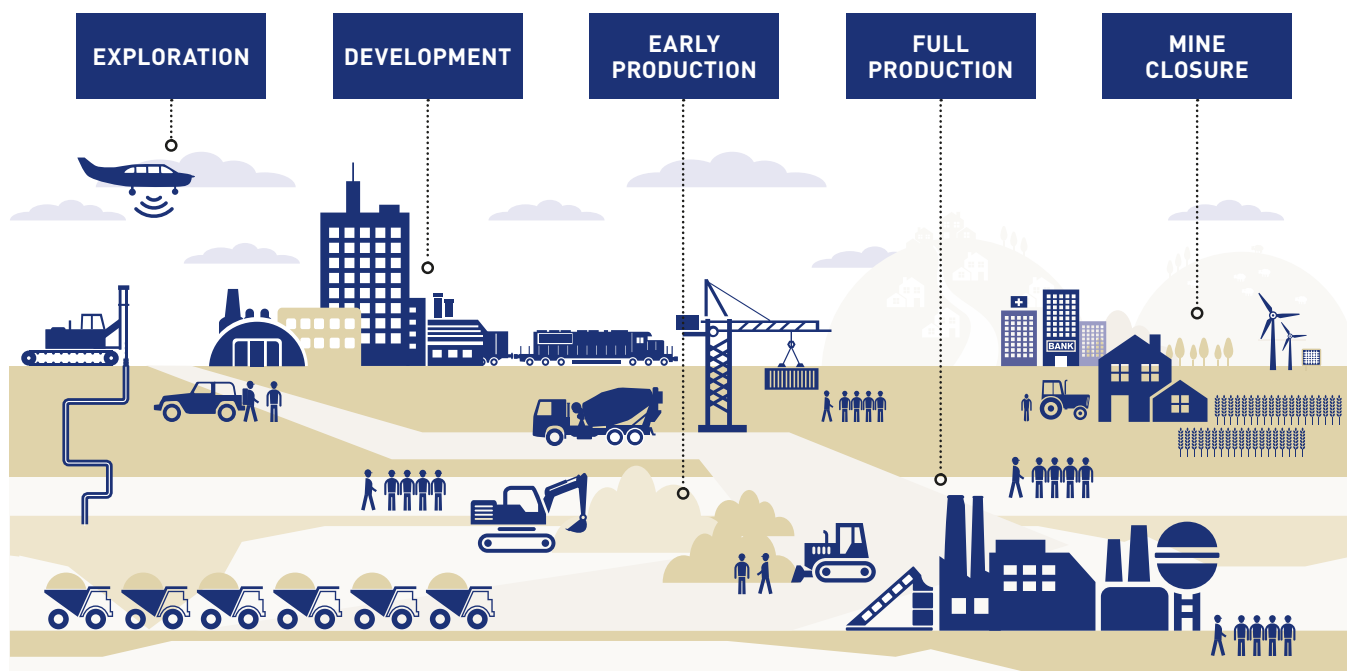 EXPLORATION
DEVELOPMENT
EARLY
PRODUCTION
FULL
PRODUCTION
MINE
CLOSURE
BANK